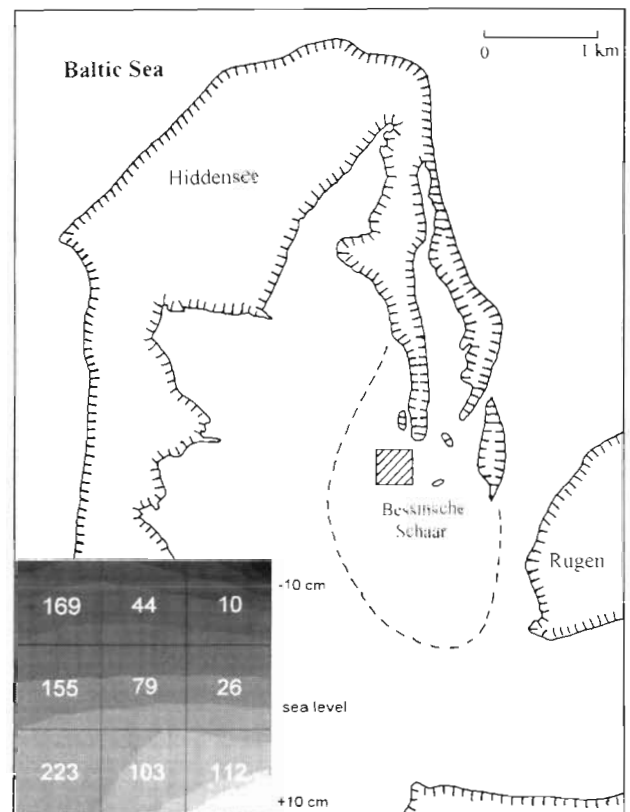 Baltic Sea
0 1 km
Hiddensee
Bessinsche
Schaar
Rugen
169 44 10
-10 cm
155 79 26
sea level
223 103 112
+10 cm